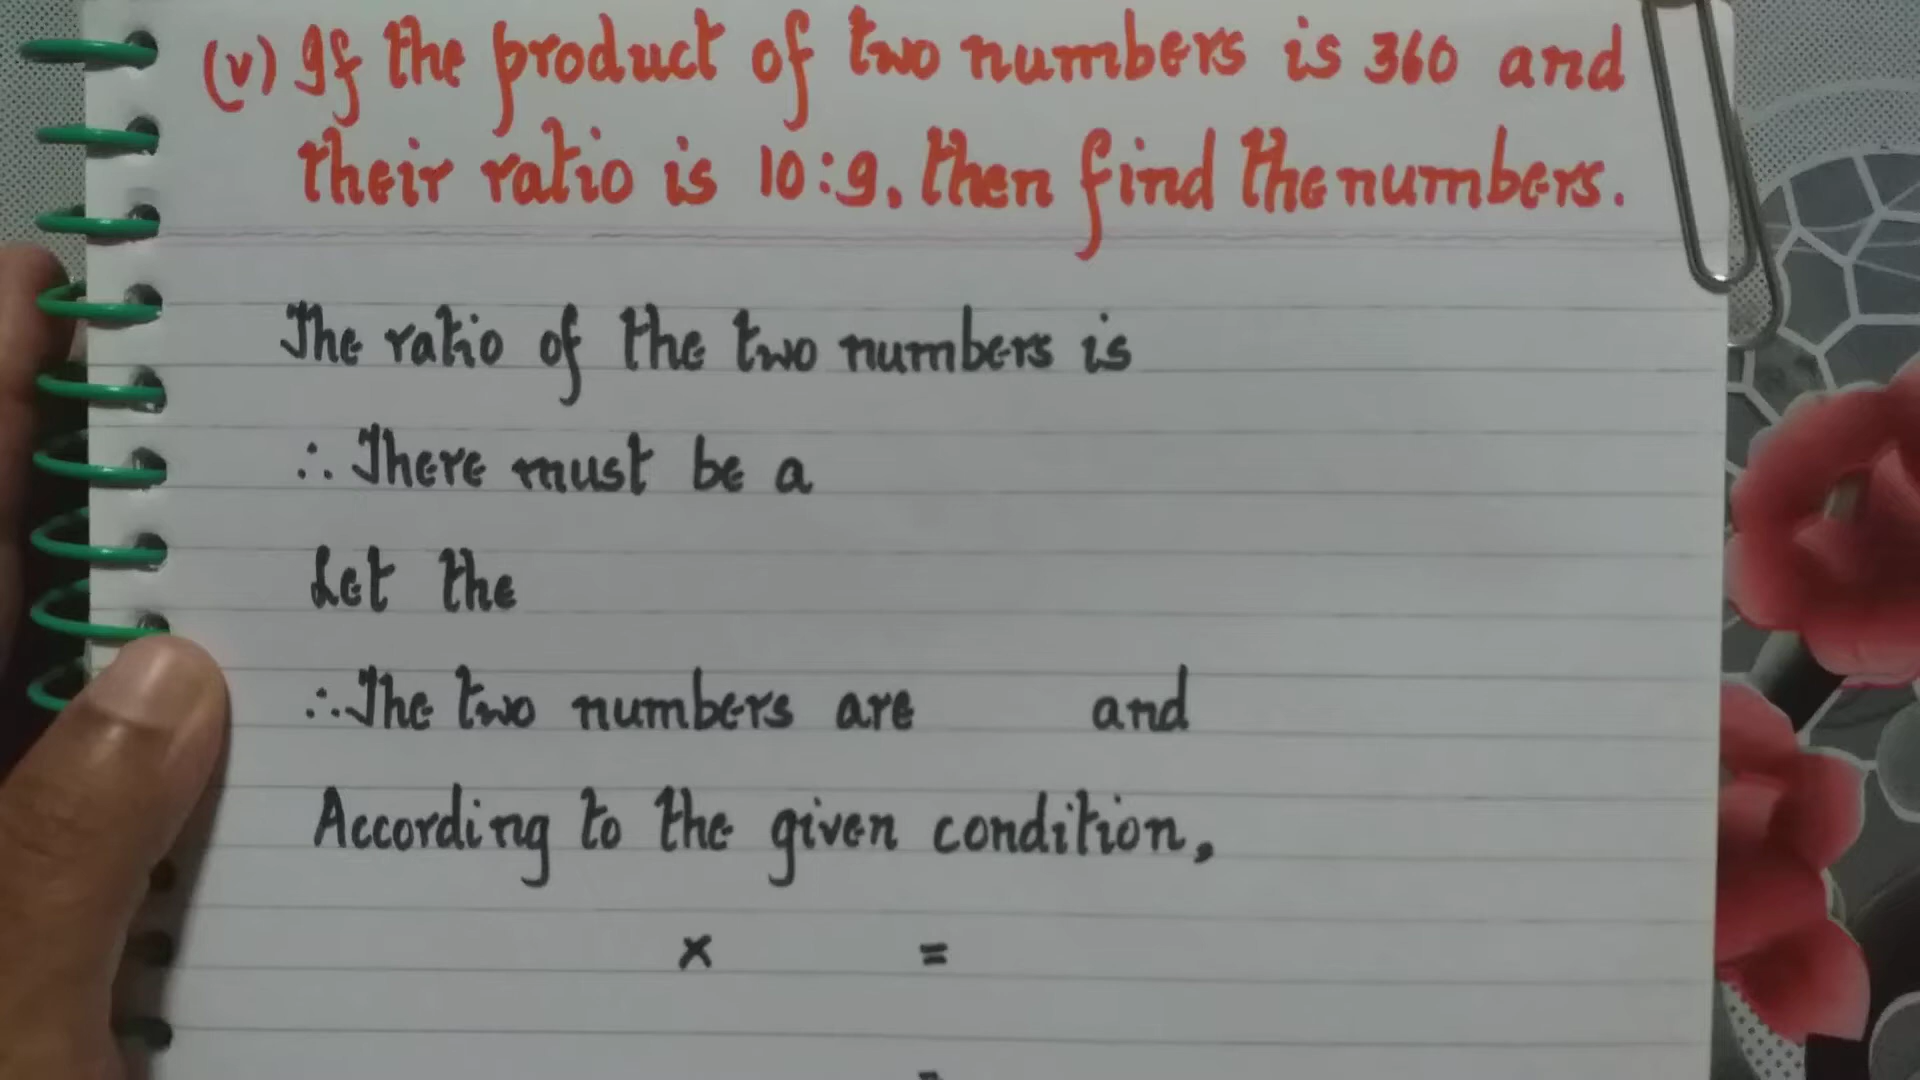 (v) If the product of two numbers is 360 and
their ratio is 10:9, then find the numbers.
The ratio of the two numbers is
∴ There must be a
Let the
∴ The two numbers are and
According to the given condition,
× =